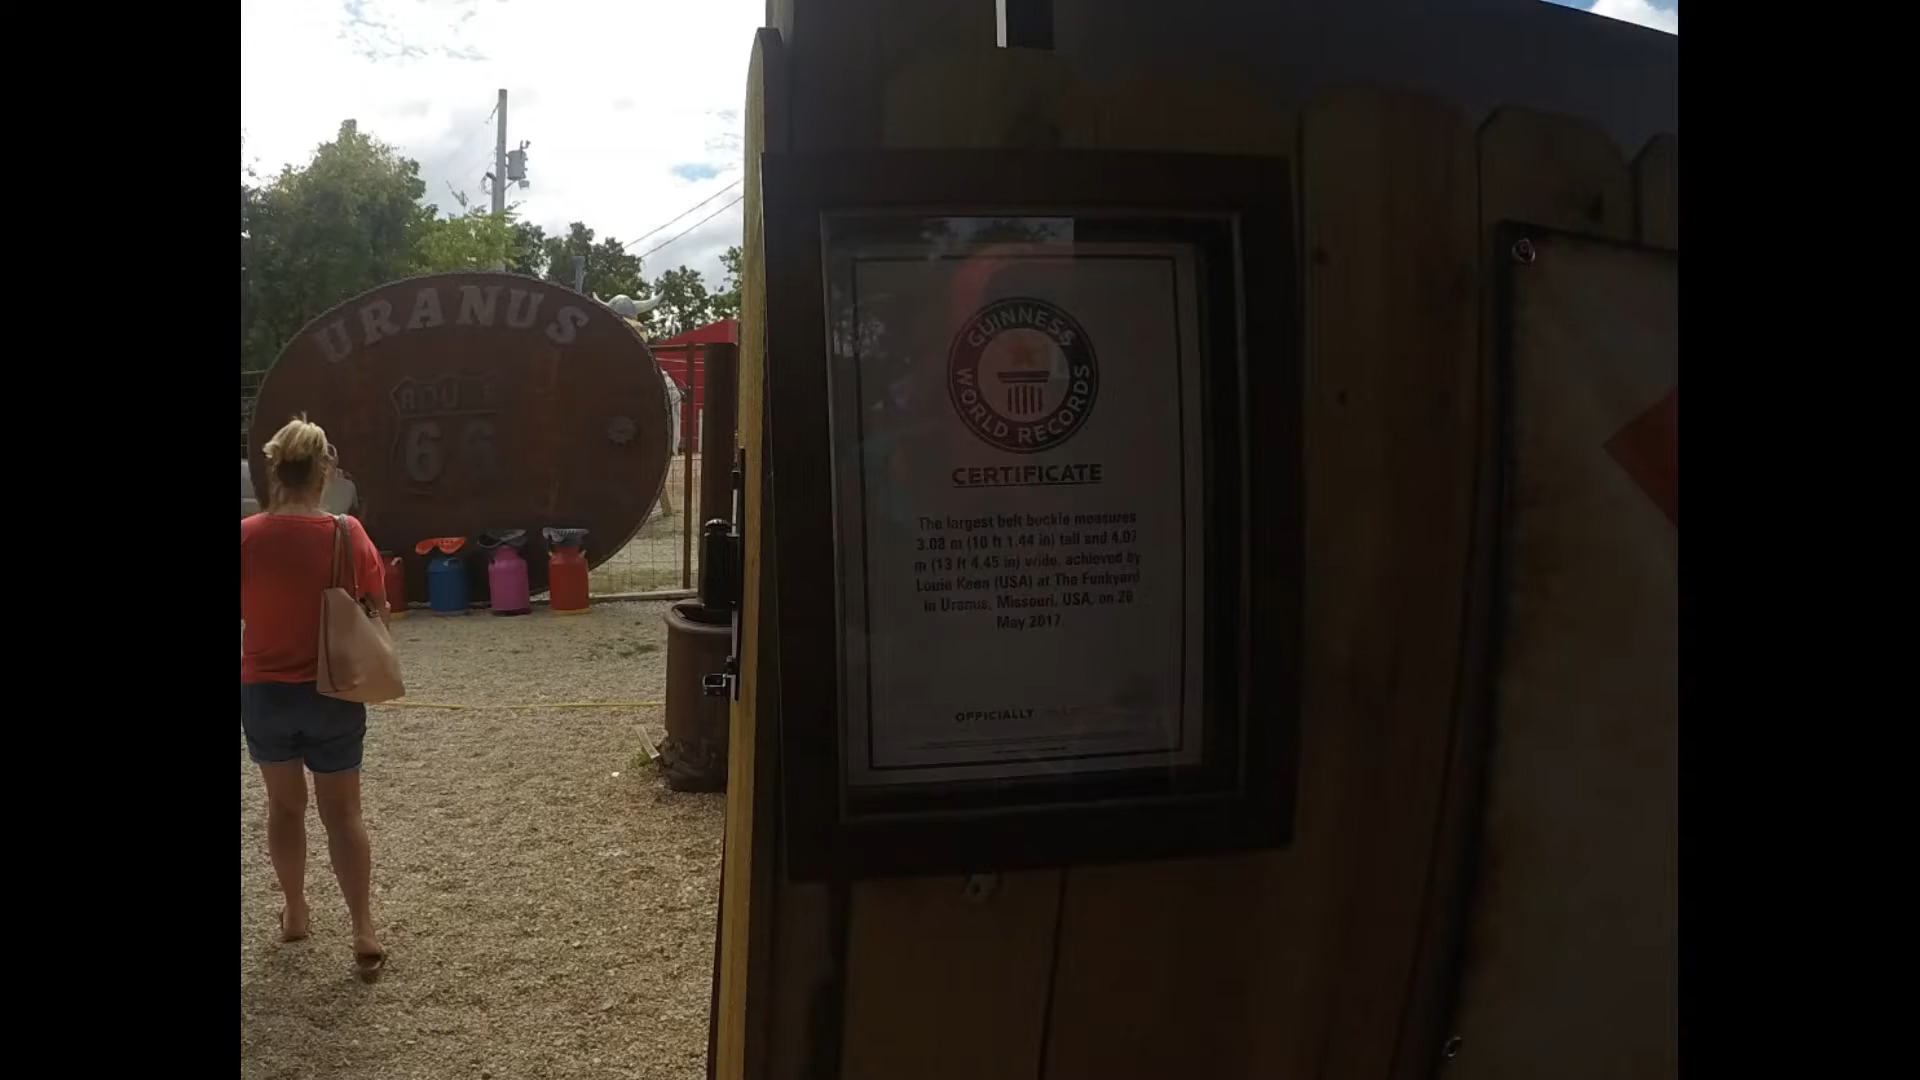 URANUS
ROUTE
66
GUINNESS
WORLD RECORDS
CERTIFICATE
The largest belt buckle measures
3.08 m (10 ft 1.44 in) tall and 4.07
m (13 ft 4.45 in) wide, achieved by
Louie Keen (USA) at The Funkyard
in Uranus, Missouri, USA, on 26
May 2017
OFFICIALLY